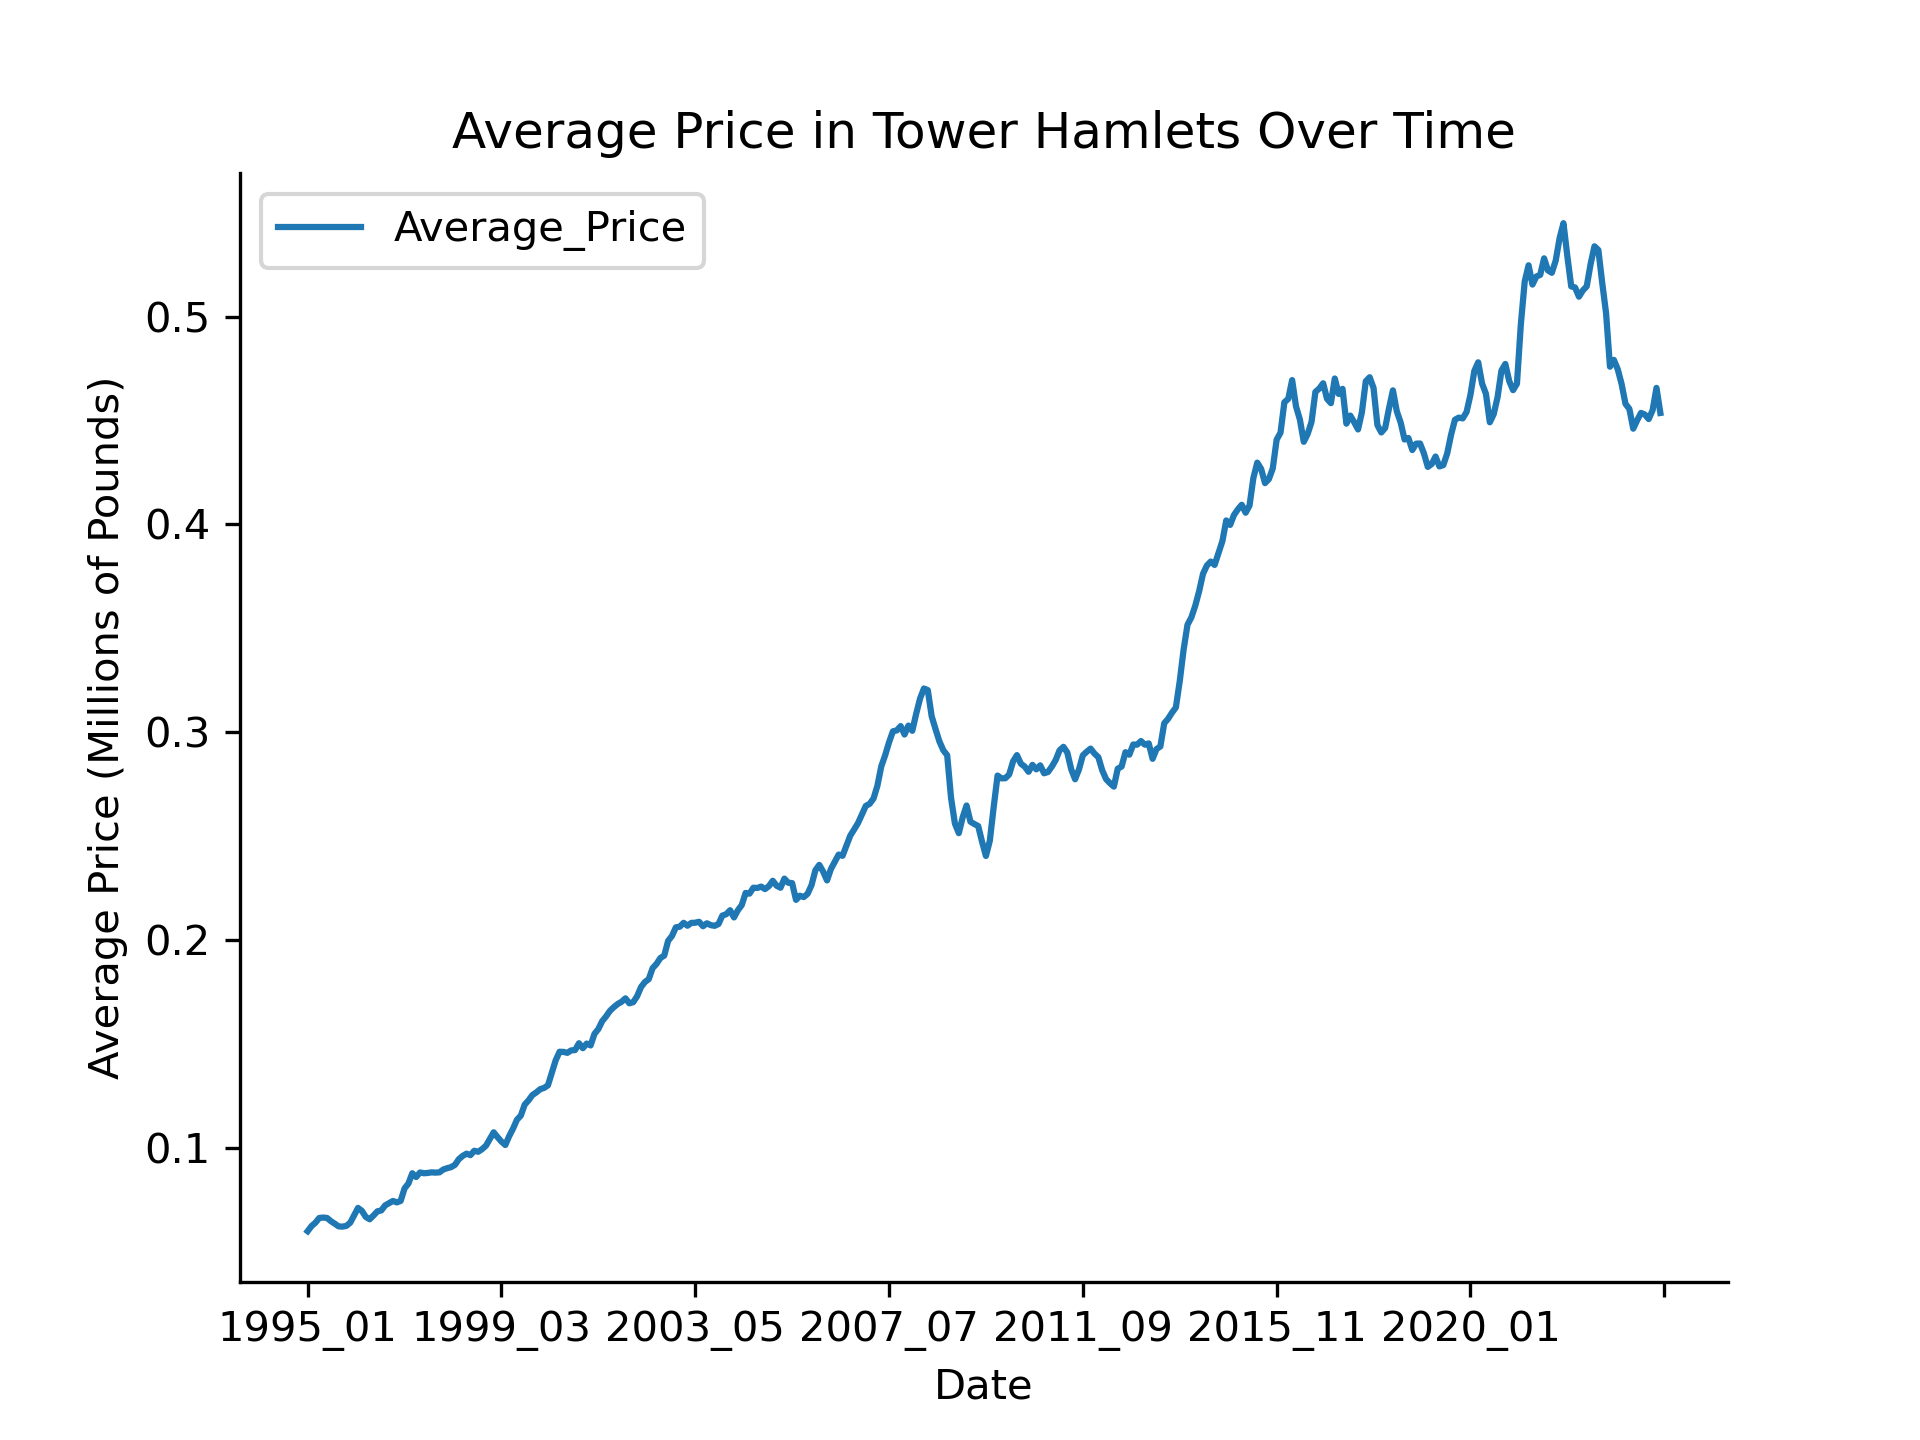 Average Price in Tower Hamlets Over Time
Average_Price
Average Price (Millions of Pounds)
0.5
0.4
0.3
0.2
0.1
1995_01 1999_03 2003_05 2007_07 2011_09 2015_11 2020_01
Date